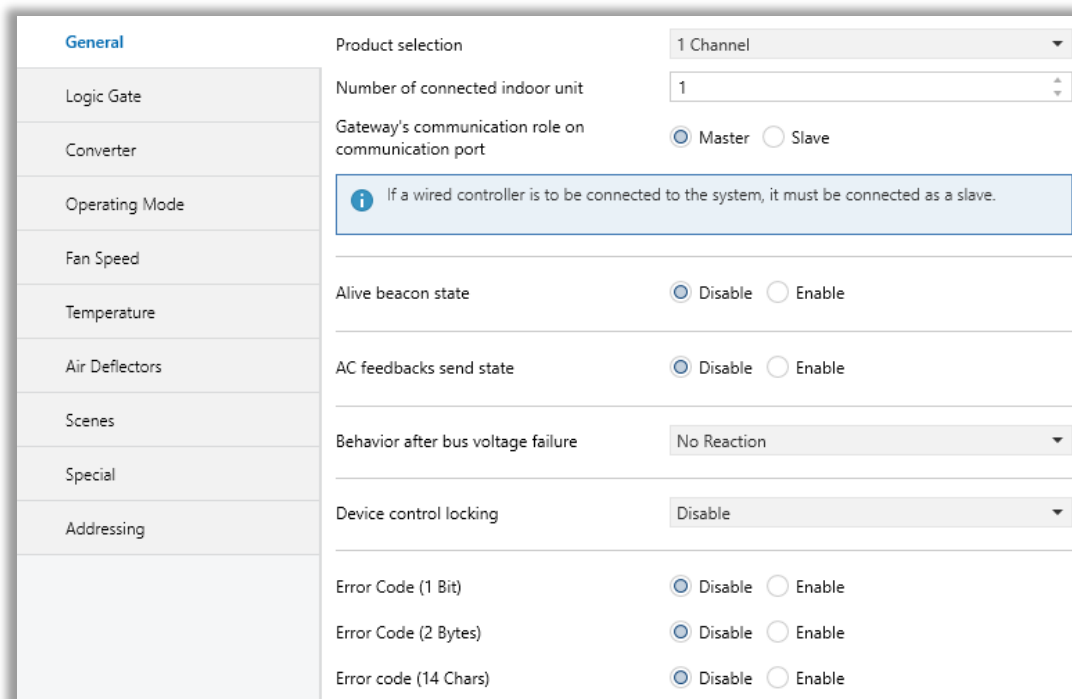 General
Logic Gate
Converter
Operating Mode
Fan Speed
Temperature
Air Deflectors
Scenes
Special
Addressing
Product selection
1 Channel
Number of connected indoor unit
1
Gateway's communication role on
communication port
Master
Slave
If a wired controller is to be connected to the system, it must be connected as a slave.
Alive beacon state
Disable
Enable
AC feedbacks send state
Disable
Enable
Behavior after bus voltage failure
No Reaction
Device control locking
Disable
Error Code (1 Bit)
Disable
Enable
Error Code (2 Bytes)
Disable
Enable
Error code (14 Chars)
Disable
Enable